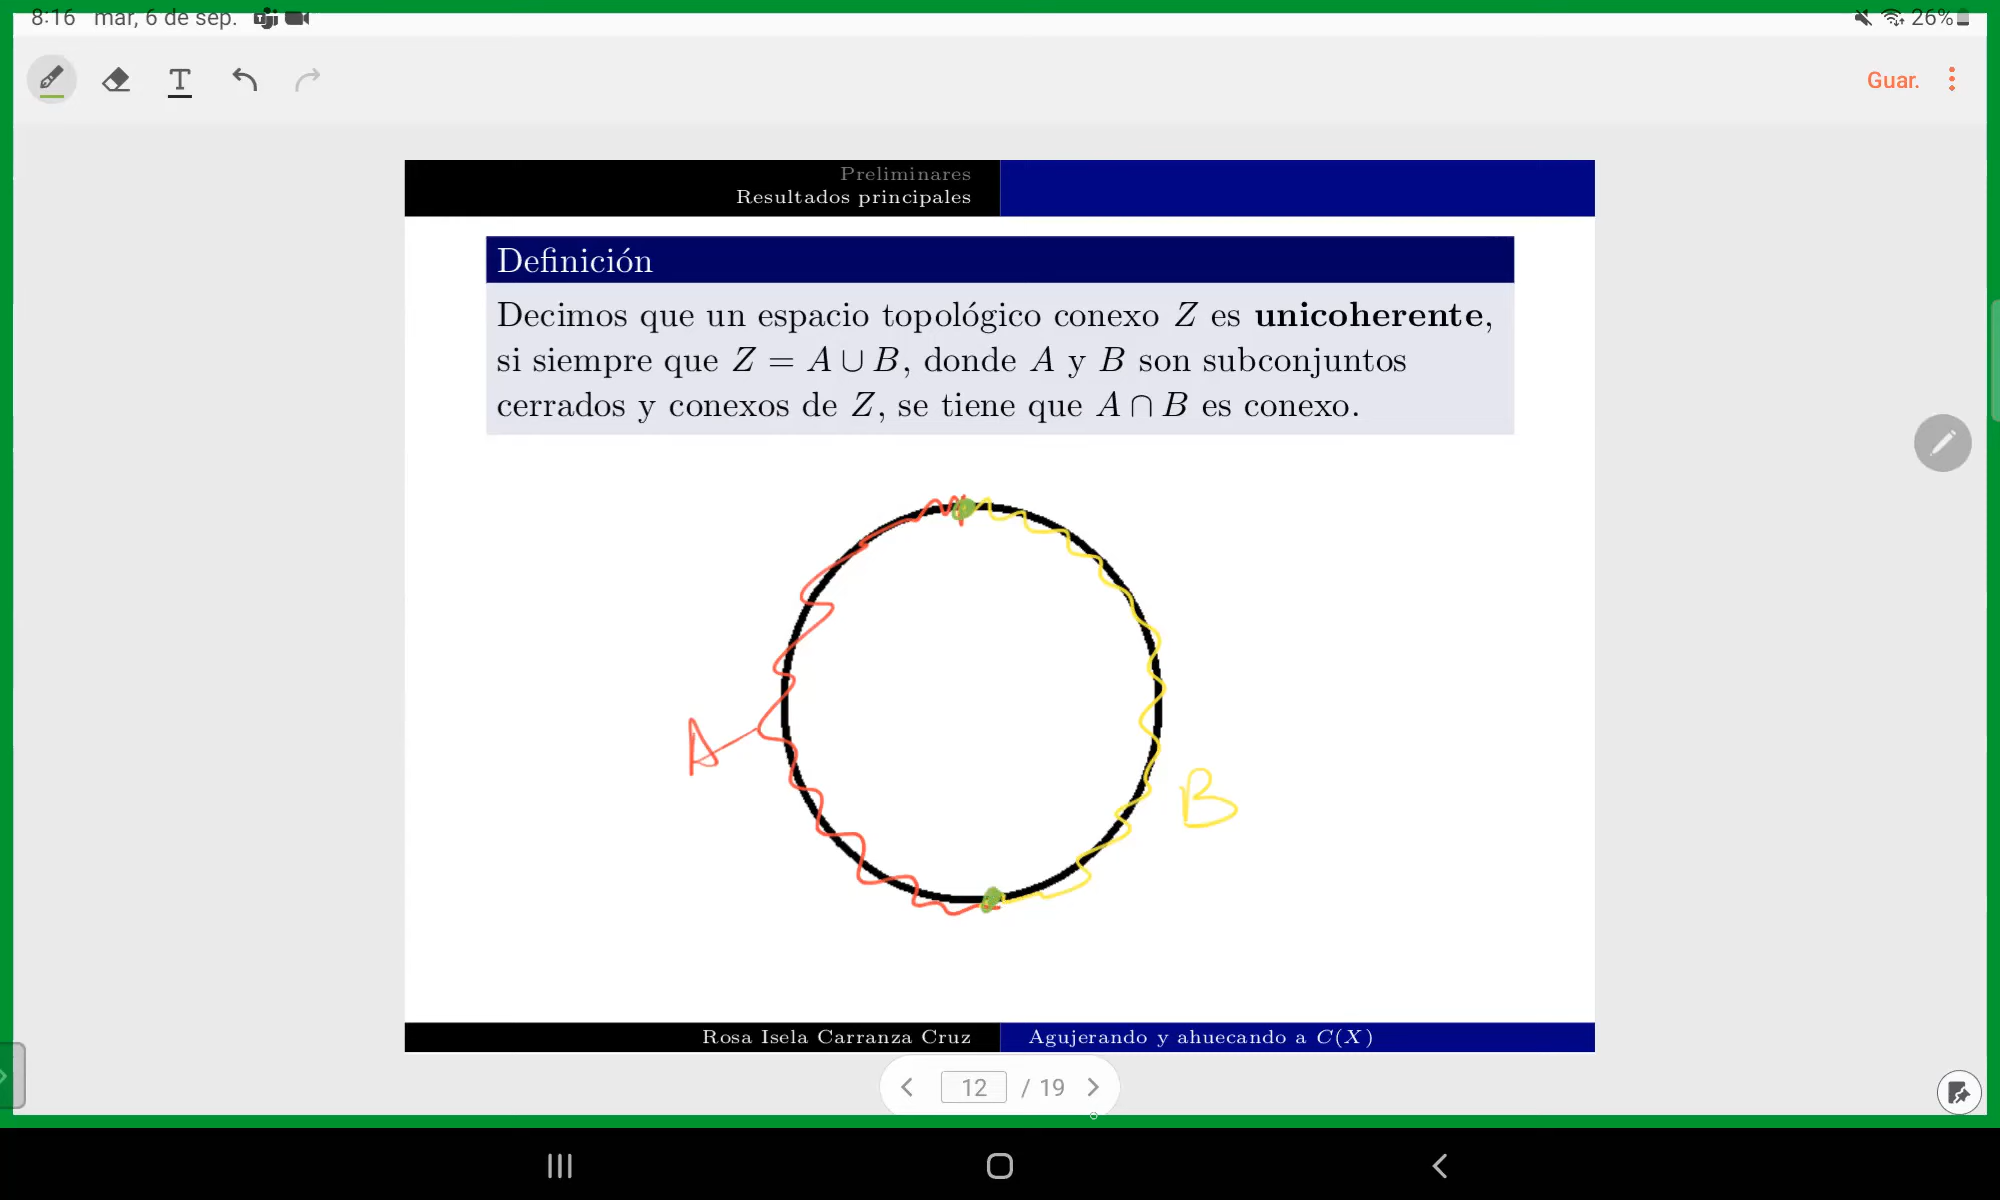 8:16 mar, 6 de sep. 26%
T Guar.
Preliminares
Resultados principales
Definición
Decimos que un espacio topológico conexo Z es unicoherente,
si siempre que Z = A ∪ B, donde A y B son subconjuntos
cerrados y conexos de Z, se tiene que A ∩ B es conexo.
A
B
Rosa Isela Carranza Cruz Agujerando y ahuecando a C(X)
12 / 19